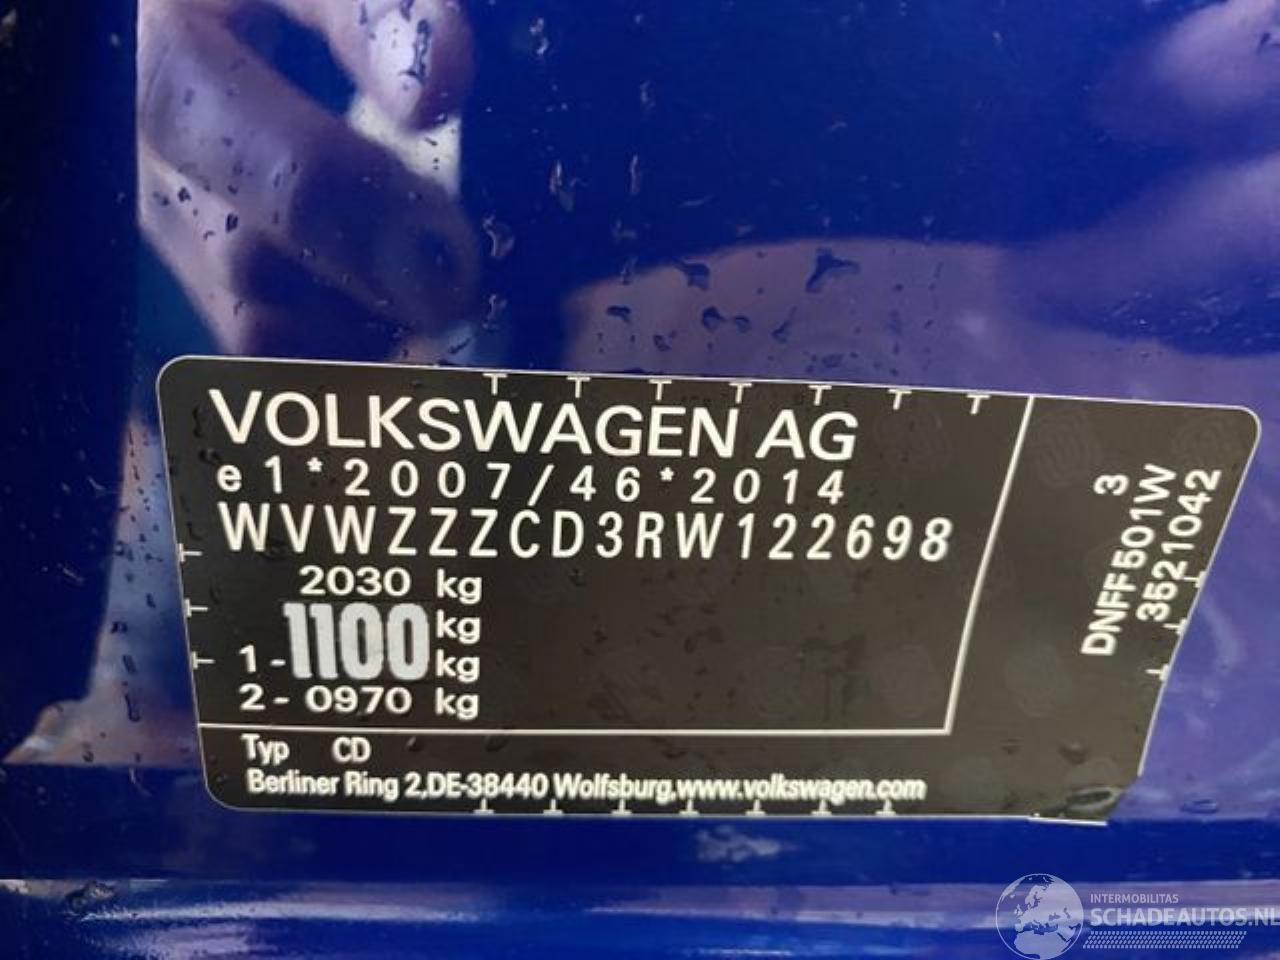 VOLKSWAGEN AG
e1*2007/46*2014
WVWZZZCD3RW122698
2030 kg
1100 kg
1- kg
2- 0970 kg
Typ CD
Berliner Ring 2,DE-38440 Wolfsburg,www.volkswagen.com
3
DNFF501W
3521042
INTERMOBILITAS
SCHADEAUTOS.NL